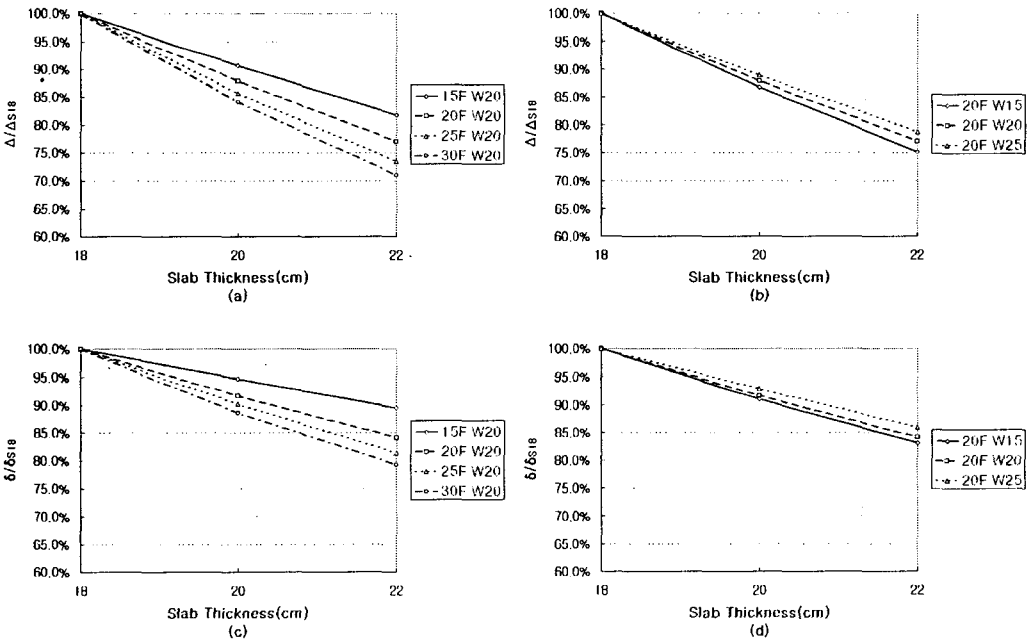 100.0%
95.0%
90.0%
85.0%
80.0%
75.0%
70.0%
65.0%
60.0%
Δ/Δs18
18
20
22
Slab Thickness(cm)
(a)
15F W20
20F W20
25F W20
30F W20
100.0%
95.0%
90.0%
85.0%
80.0%
75.0%
70.0%
65.0%
60.0%
Δ/Δs18
18
20
22
Slab Thickness(cm)
(b)
20F W15
20F W20
20F W25
100.0%
95.0%
90.0%
85.0%
80.0%
75.0%
70.0%
65.0%
60.0%
δ/δs18
18
20
22
Slab Thickness(cm)
(c)
15F W20
20F W20
25F W20
30F W20
100.0%
95.0%
90.0%
85.0%
80.0%
75.0%
70.0%
65.0%
60.0%
δ/δs18
18
20
22
Slab Thickness(cm)
(d)
20F W15
20F W20
20F W25